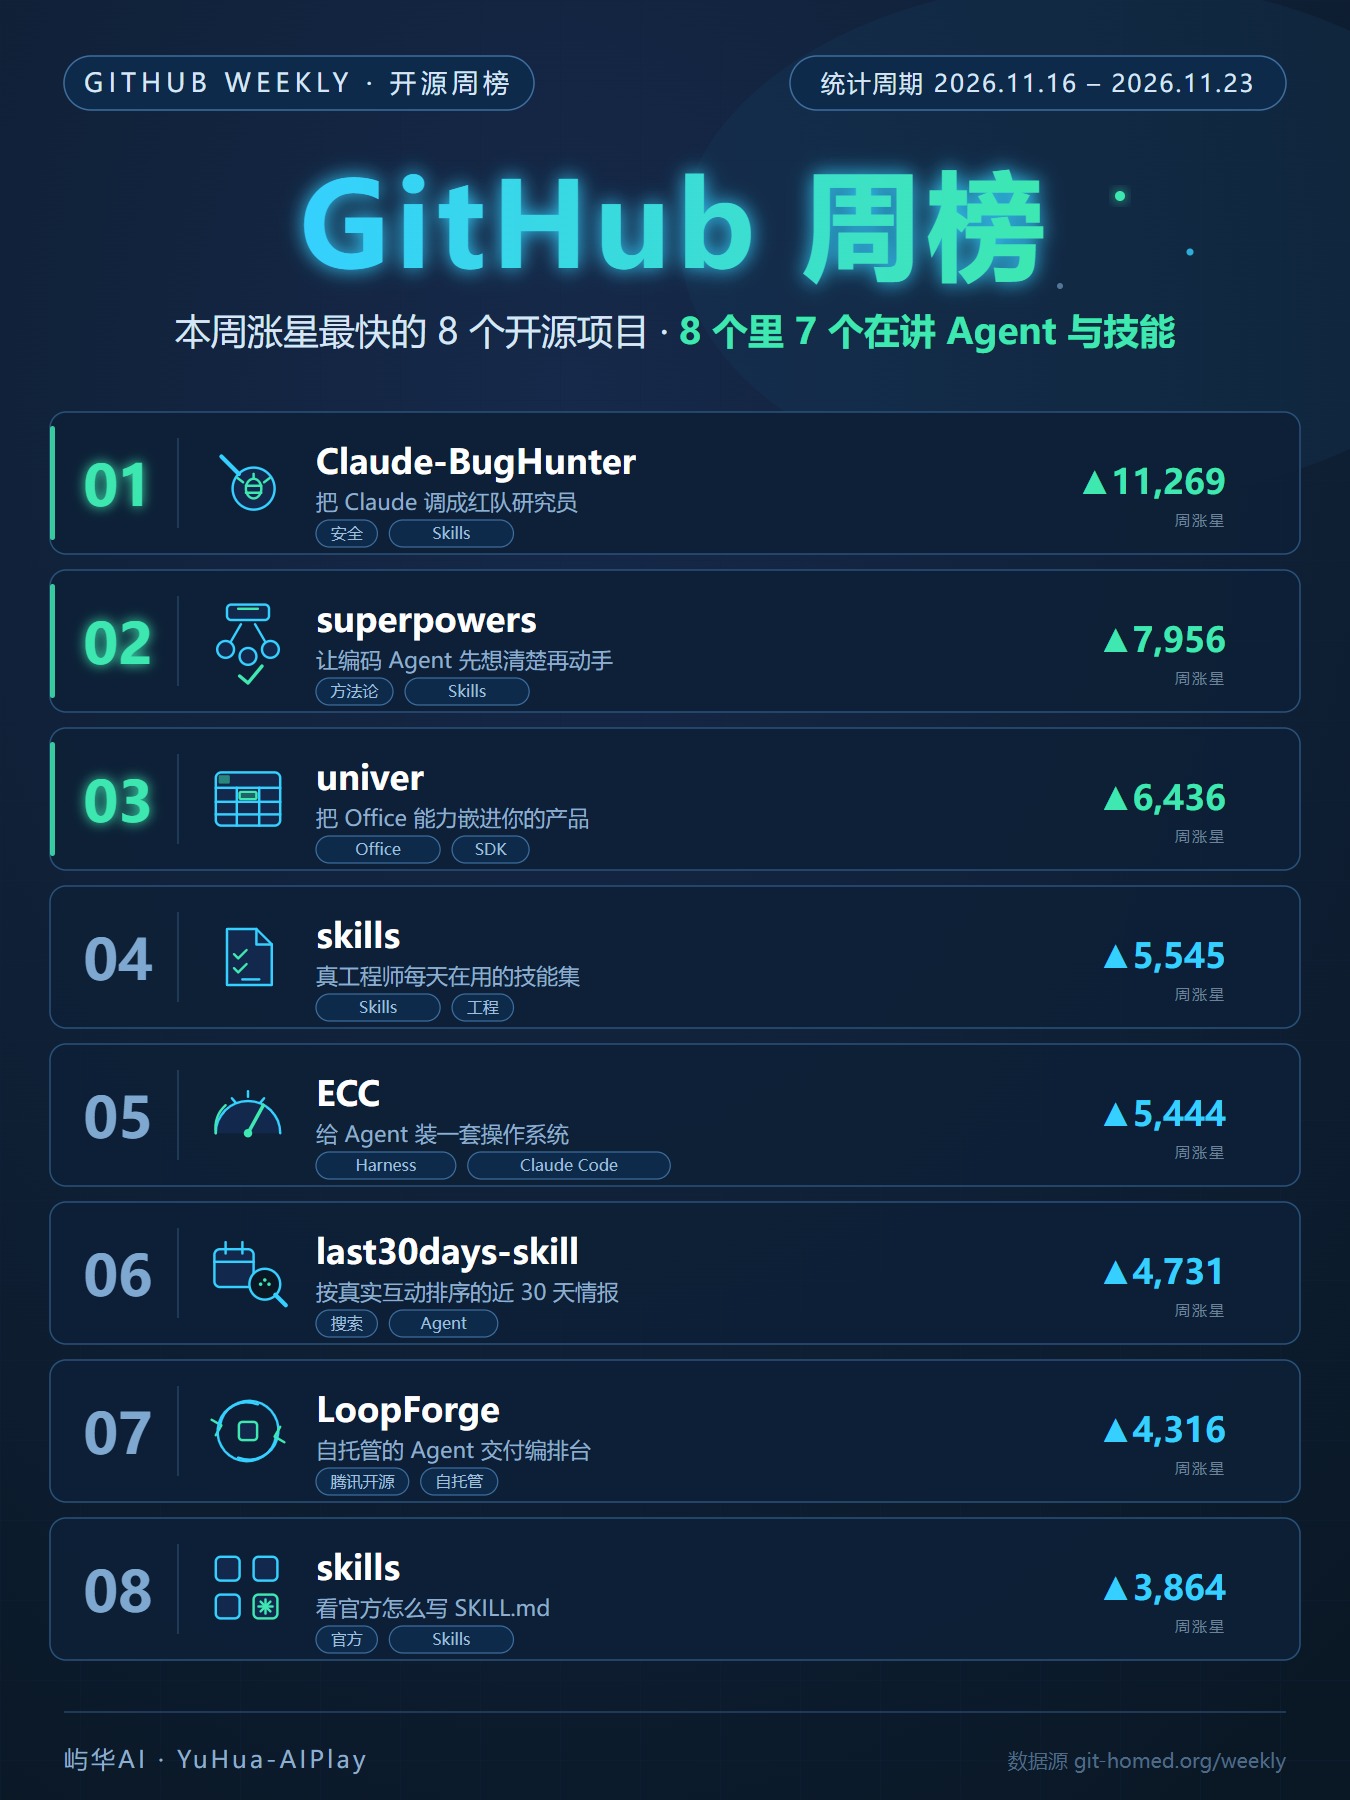 GITHUB WEEKLY · 开源周榜
统计周期 2026.11.16 – 2026.11.23
GitHub 周榜
本周涨星最快的 8 个开源项目 · 8 个里 7 个在讲 Agent 与技能
01
Claude-BugHunter
把 Claude 调成红队研究员
安全 Skills
▲11,269
周涨星
02
superpowers
让编码 Agent 先想清楚再动手
方法论 Skills
▲7,956
周涨星
03
univer
把 Office 能力嵌进你的产品
Office SDK
▲6,436
周涨星
04
skills
真工程师每天在用的技能集
Skills 工程
▲5,545
周涨星
05
ECC
给 Agent 装一套操作系统
Harness Claude Code
▲5,444
周涨星
06
last30days-skill
按真实互动排序的近 30 天情报
搜索 Agent
▲4,731
周涨星
07
LoopForge
自托管的 Agent 交付编排台
腾讯开源 自托管
▲4,316
周涨星
08
skills
看官方怎么写 SKILL.md
官方 Skills
▲3,864
周涨星
屿华AI · YuHua-AIPlay
数据源 git-homed.org/weekly